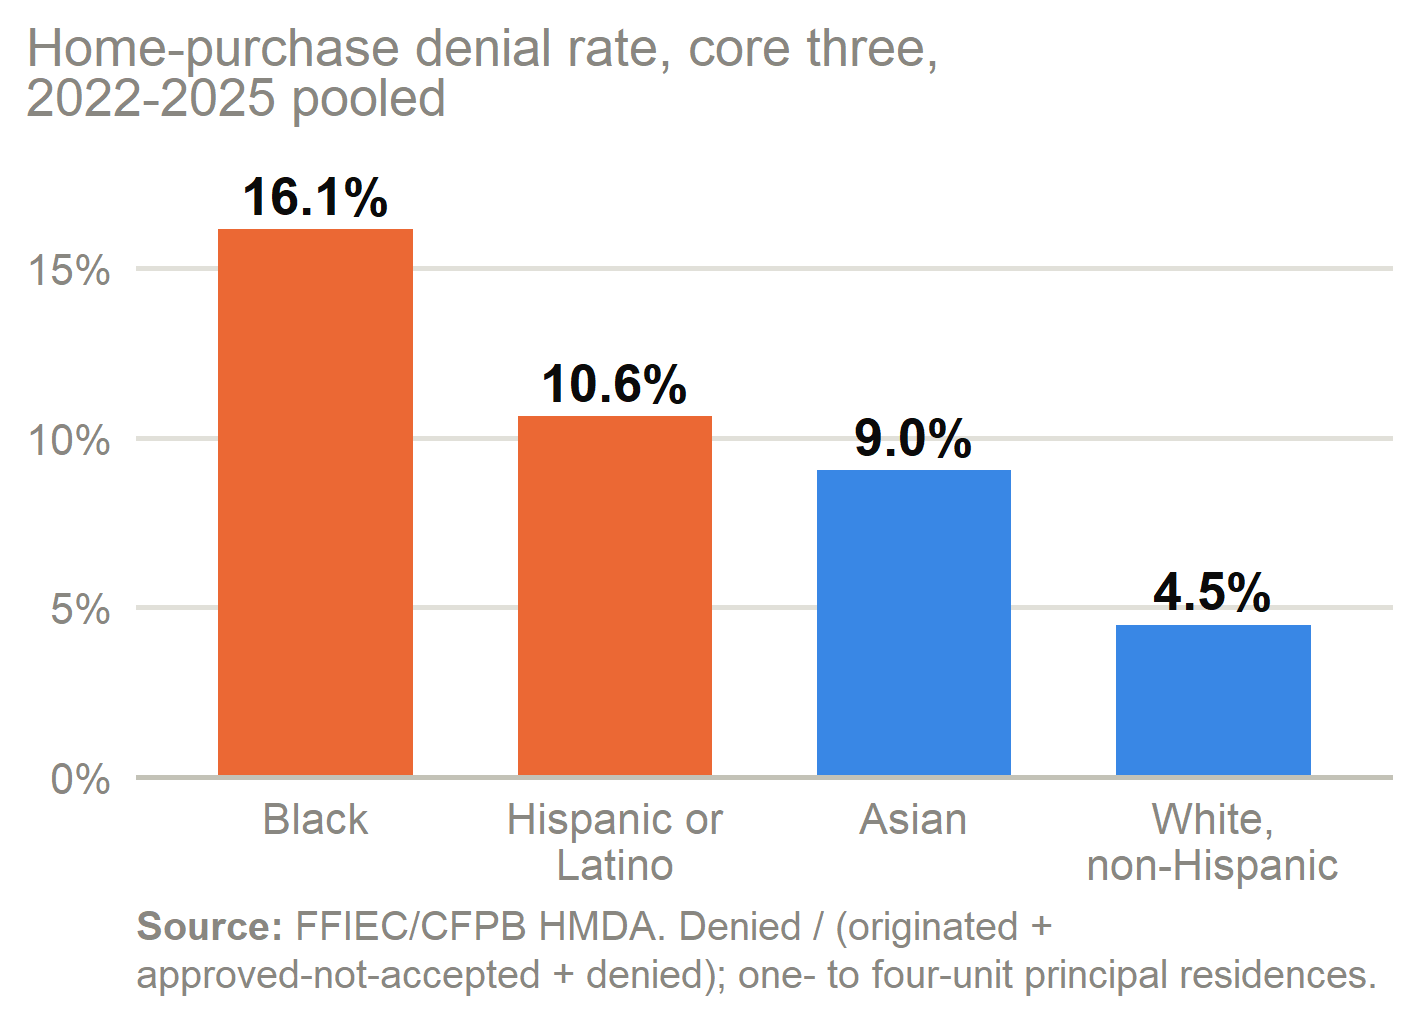 Home-purchase denial rate, core three,
2022-2025 pooled
16.1%
15%
10.6%
10%
9.0%
5%
4.5%
0%
Black
Hispanic or
Latino
Asian
White,
non-Hispanic
Source: FFIEC/CFPB HMDA. Denied / (originated +
approved-not-accepted + denied); one- to four-unit principal residences.